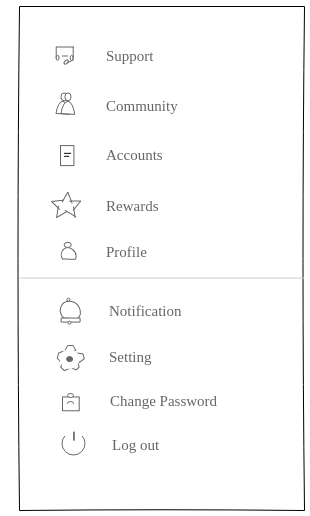 Support
Community
Accounts
Rewards
Profile
Notification
Setting
Change Password
Log out